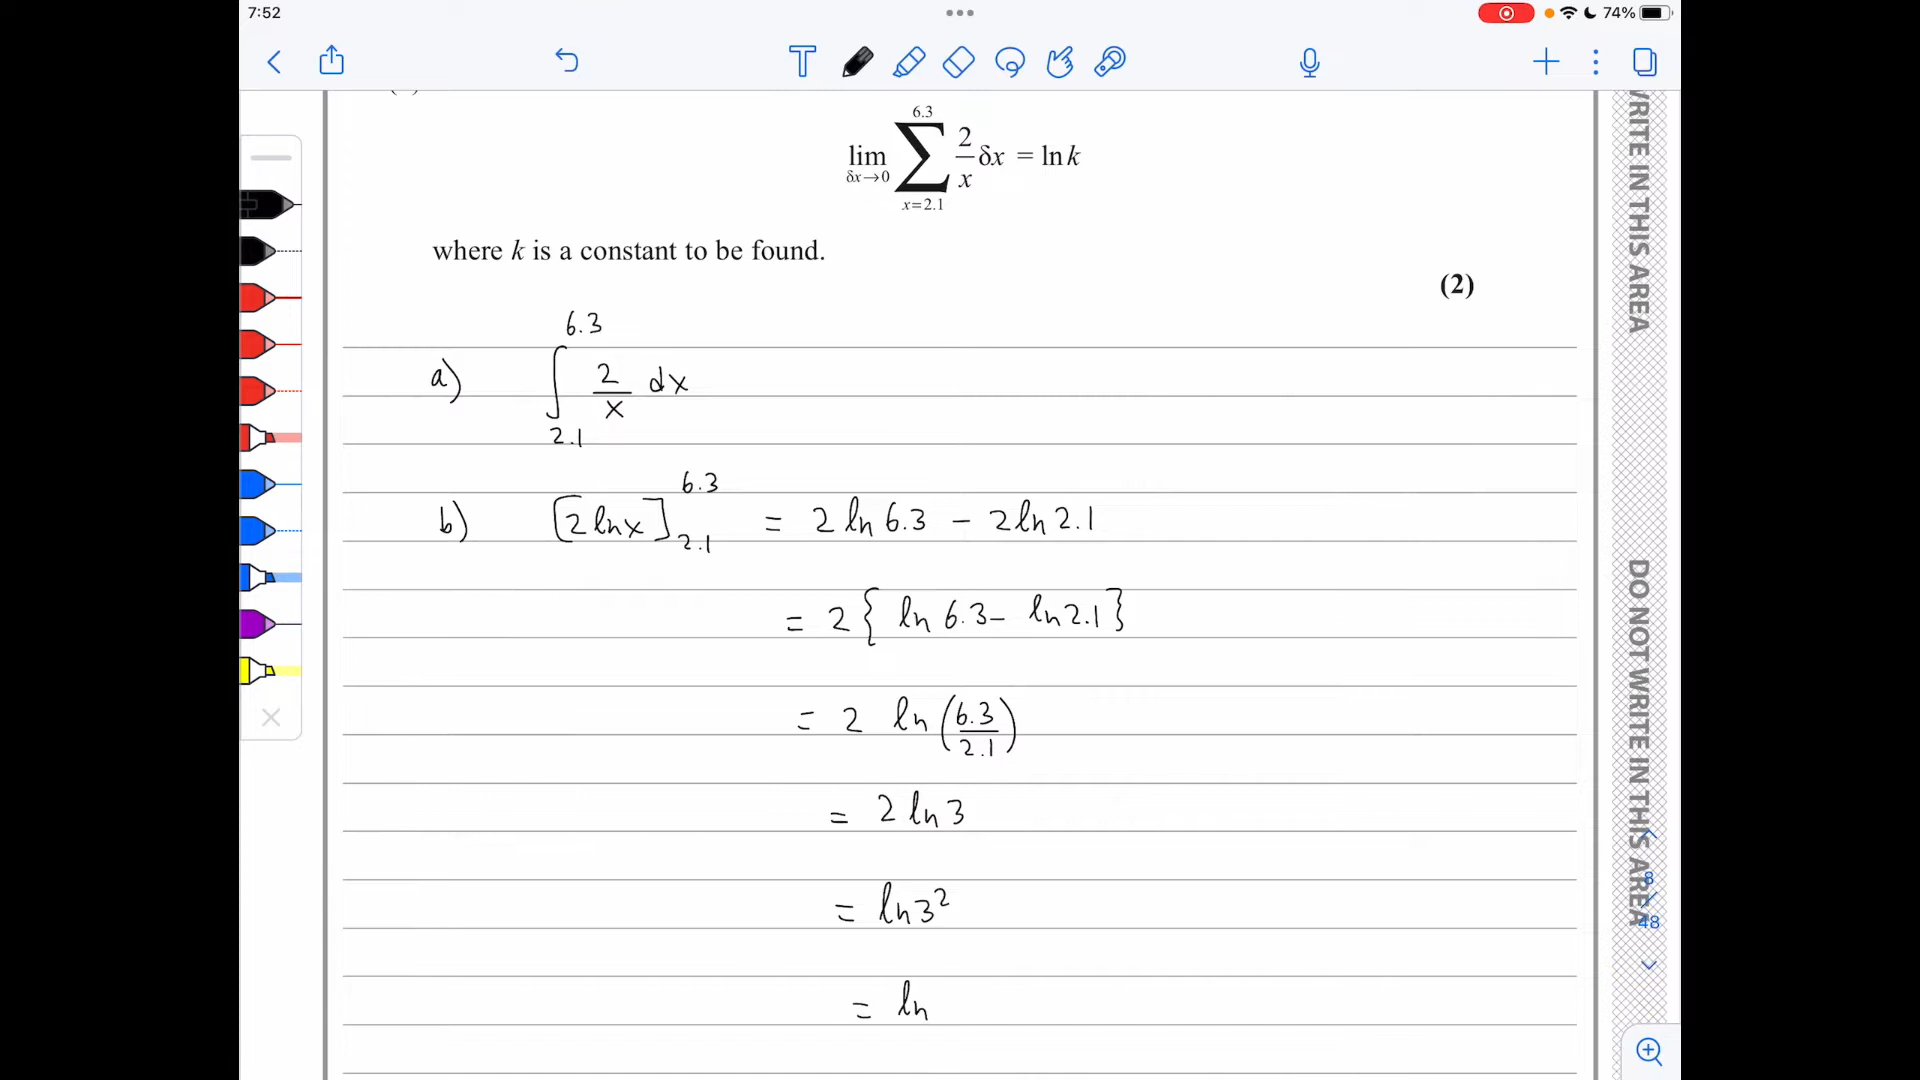 7:52
74%
T
lim_{δx→0} ∑_{x=2.1}^{6.3} 2/x δx = ln k
where k is a constant to be found.
(2)
a) ∫_{2.1}^{6.3} 2/x dx
b) [2 ln x]_{2.1}^{6.3} = 2 ln 6.3 − 2 ln 2.1
= 2 { ln 6.3 − ln 2.1 }
= 2 ln (6.3/2.1)
= 2 ln 3
= ln 3²
= ln
WRITE IN THIS AREA
DO NOT WRITE IN THIS AREA
8
48